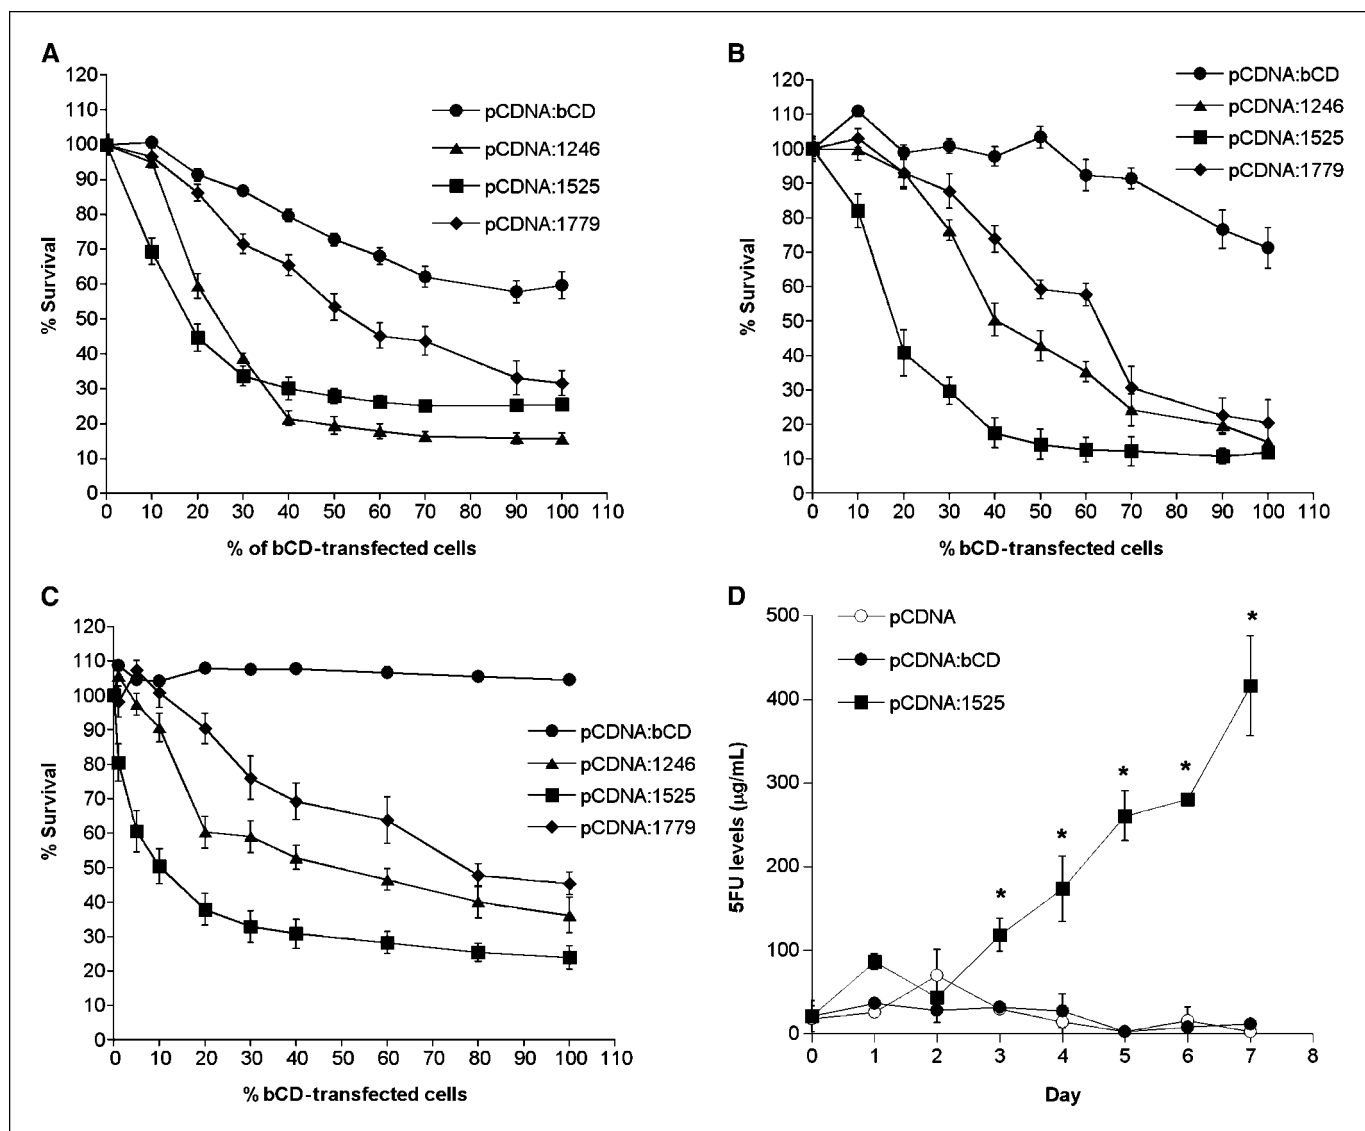 A
120
110
100
90
80
70
60
50
40
30
20
10
0
% Survival
pCDNA:bCD
pCDNA:1246
pCDNA:1525
pCDNA:1779
0 10 20 30 40 50 60 70 80 90 100 110
% of bCD-transfected cells
B
120
110
100
90
80
70
60
50
40
30
20
10
0
% Survival
pCDNA:bCD
pCDNA:1246
pCDNA:1525
pCDNA:1779
0 10 20 30 40 50 60 70 80 90 100 110
% bCD-transfected cells
C
120
110
100
90
80
70
60
50
40
30
20
10
0
% Survival
pCDNA:bCD
pCDNA:1246
pCDNA:1525
pCDNA:1779
0 10 20 30 40 50 60 70 80 90 100 110
% bCD-transfected cells
D
500
400
300
200
100
0
5FU levels (µg/mL)
pCDNA
pCDNA:bCD
pCDNA:1525
* * * * *
0 1 2 3 4 5 6 7 8
Day